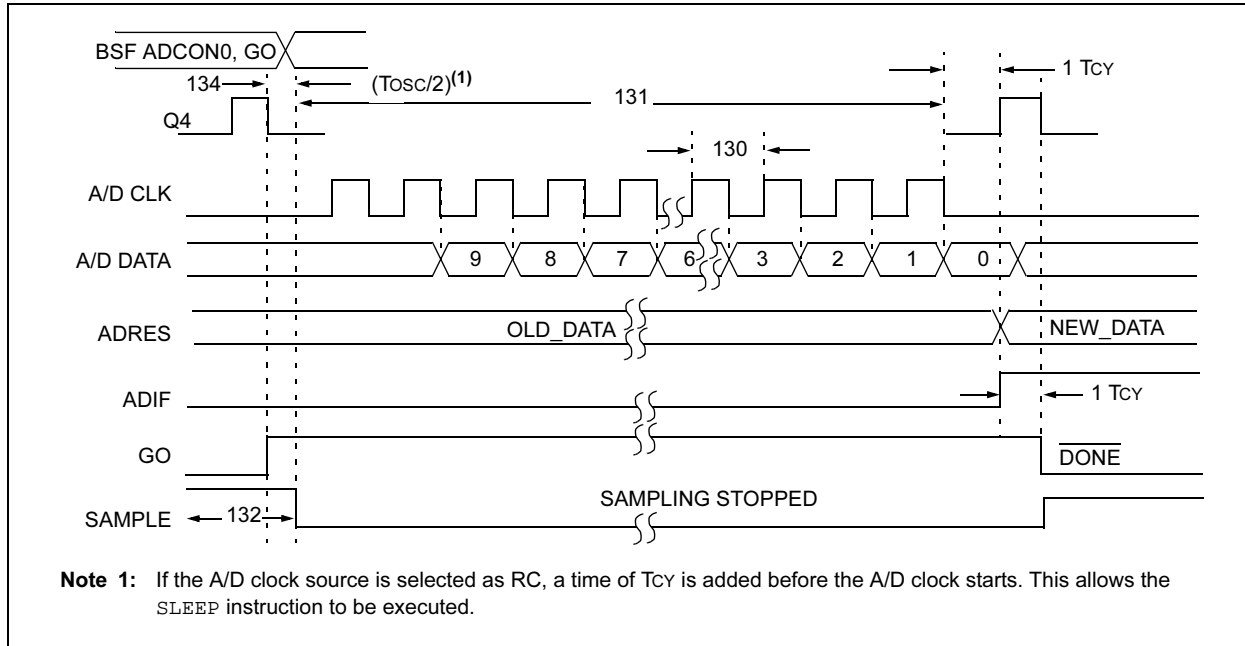 BSF ADCON0, GO
134
(TOSC/2)(1)
131
1 TCY
Q4
130
A/D CLK
A/D DATA
9
8
7
6
3
2
1
0
ADRES
OLD_DATA
NEW_DATA
ADIF
1 TCY
GO
DONE
SAMPLE
132
SAMPLING STOPPED
Note 1: If the A/D clock source is selected as RC, a time of TCY is added before the A/D clock starts. This allows the
SLEEP instruction to be executed.